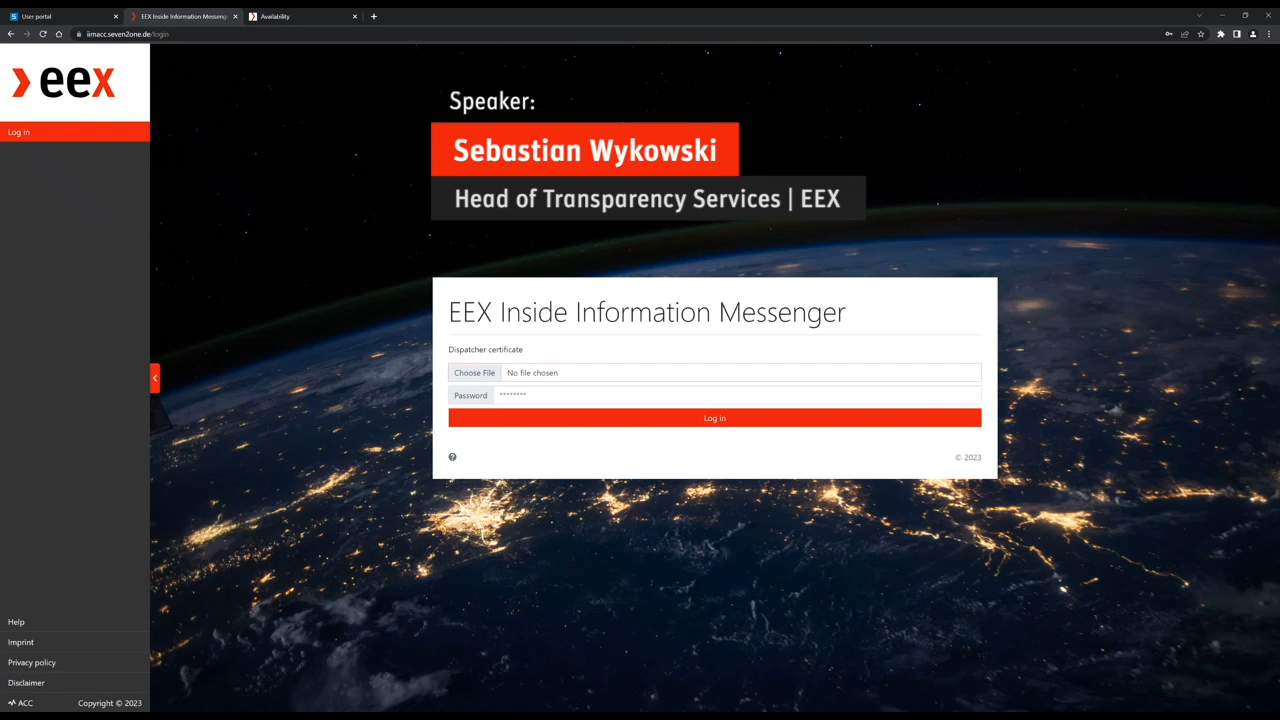 User portal
EEX Inside Information Messeng
Availability
iimacc.seven2one.de/login
eex
Log in
Speaker:
Sebastian Wykowski
Head of Transparency Services | EEX
EEX Inside Information Messenger
Dispatcher certificate
Choose File No file chosen
Password ********
Log in
© 2023
Help
Imprint
Privacy policy
Disclaimer
ACC Copyright © 2023